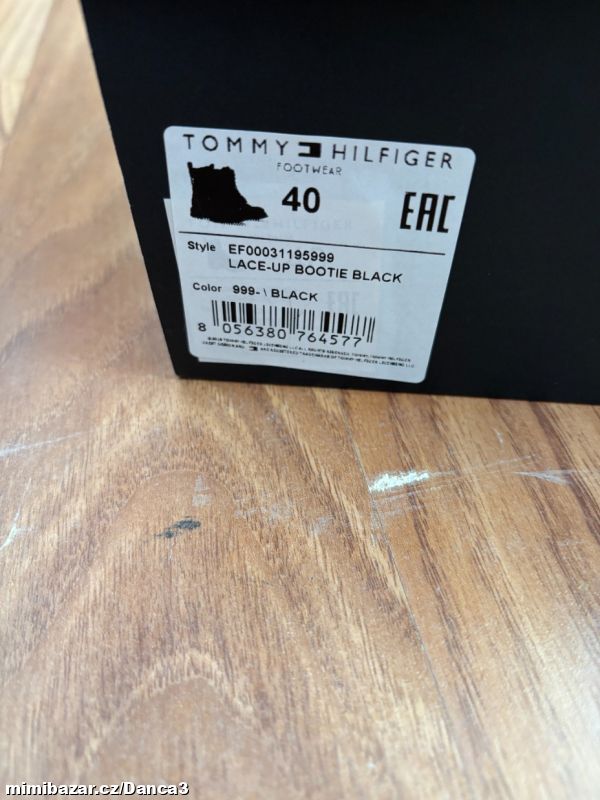 TOMMY HILFIGER
FOOTWEAR
40
EAC
Style EF00031195999
LACE-UP BOOTIE BLACK
Color 999- \ BLACK
8 056380 764577
mimibazar.cz/Danca3